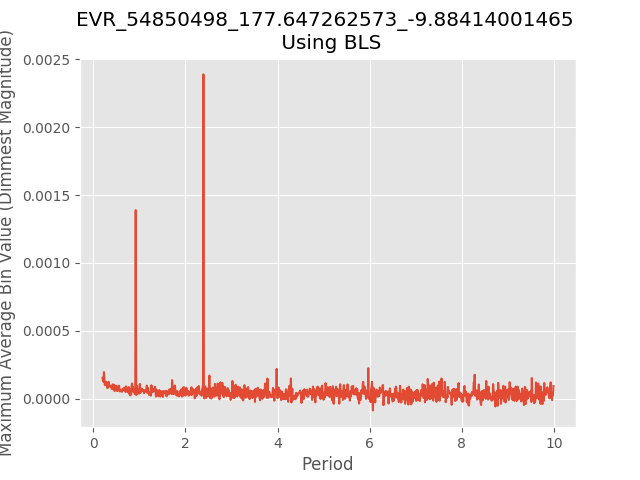 EVR_54850498_177.647262573_-9.88414001465
Using BLS
Maximum Average Bin Value (Dimmest Magnitude)
0.0025
0.0020
0.0015
0.0010
0.0005
0.0000
0 2 4 6 8 10
Period